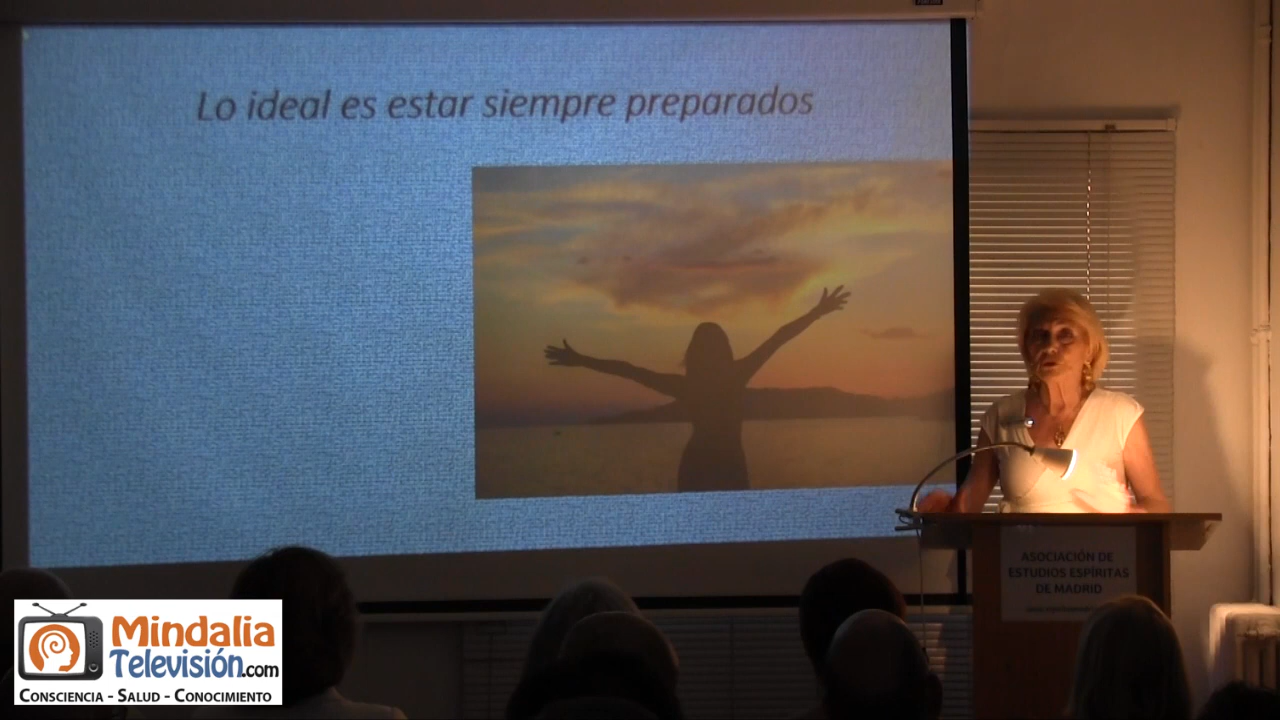 Lo ideal es estar siempre preparados
ASOCIACIÓN DE
ESTUDIOS ESPÍRITAS
DE MADRID
Mindalia
Televisión.com
CONSCIENCIA - SALUD - CONOCIMIENTO